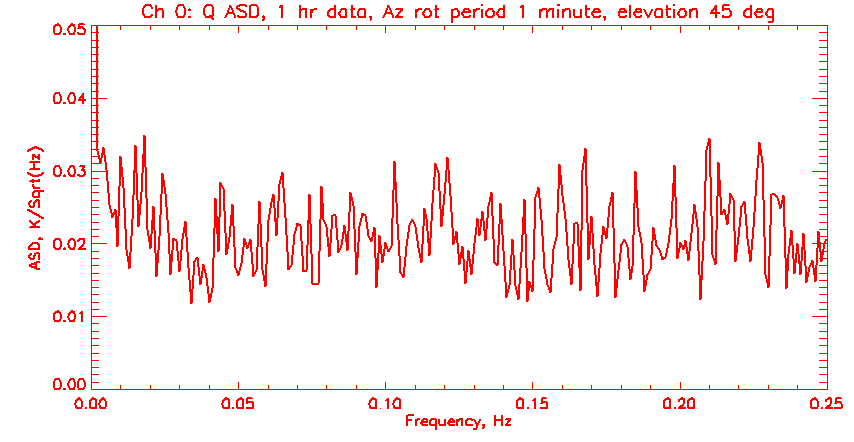 Ch 0: Q ASD, 1 hr data, Az rot period 1 minute, elevation 45 deg
0.05
0.04
0.03
0.02
0.01
0.00
ASD, K/Sqrt(Hz)
0.00 0.05 0.10 0.15 0.20 0.25
Frequency, Hz